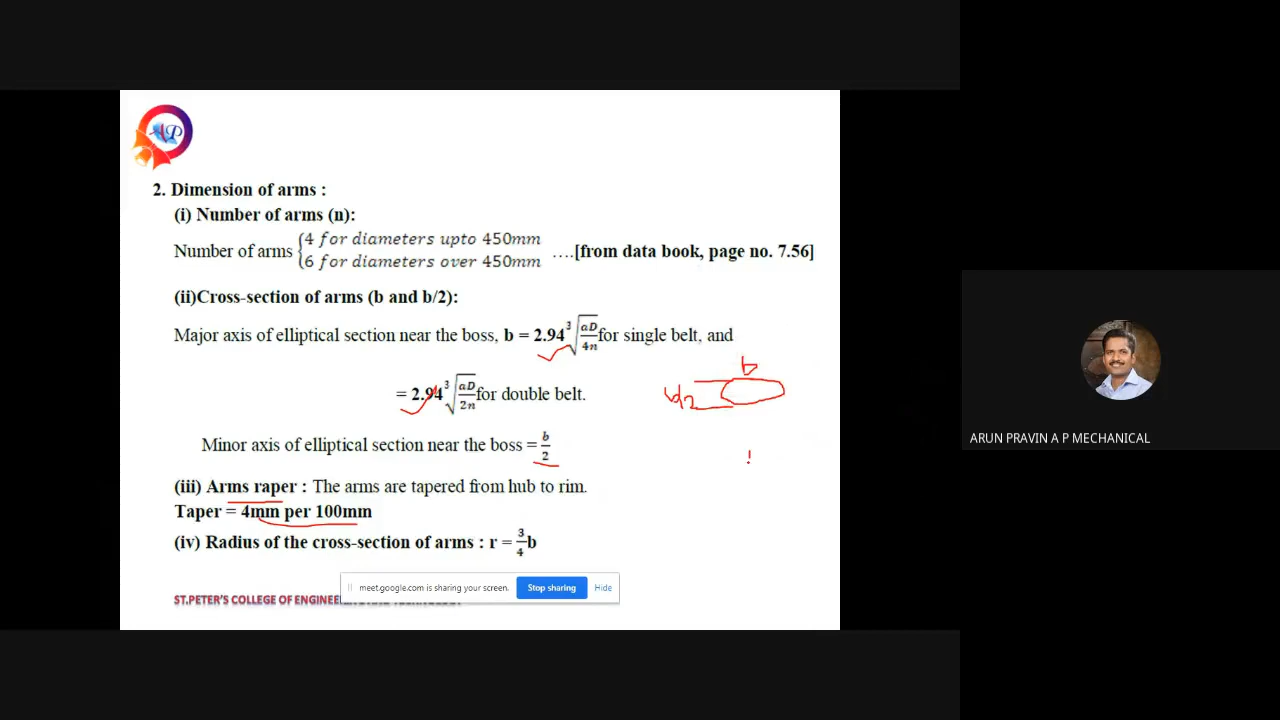 AP
2. Dimension of arms :
(i) Number of arms (n):
Number of arms {4 for diameters upto 450mm
{6 for diameters over 450mm ….[from data book, page no. 7.56]
(ii)Cross-section of arms (b and b/2):
Major axis of elliptical section near the boss, b = 2.94 ∛(aD/4n) for single belt, and
b
= 2.94 ∛(aD/2n) for double belt.
b/2
Minor axis of elliptical section near the boss = b/2
(iii) Arms raper : The arms are tapered from hub to rim.
Taper = 4mm per 100mm
(iv) Radius of the cross-section of arms : r = 3/4 b
meet.google.com is sharing your screen. Stop sharing Hide
ST.PETER'S COLLEGE OF ENGINEE
ARUN PRAVIN A P MECHANICAL